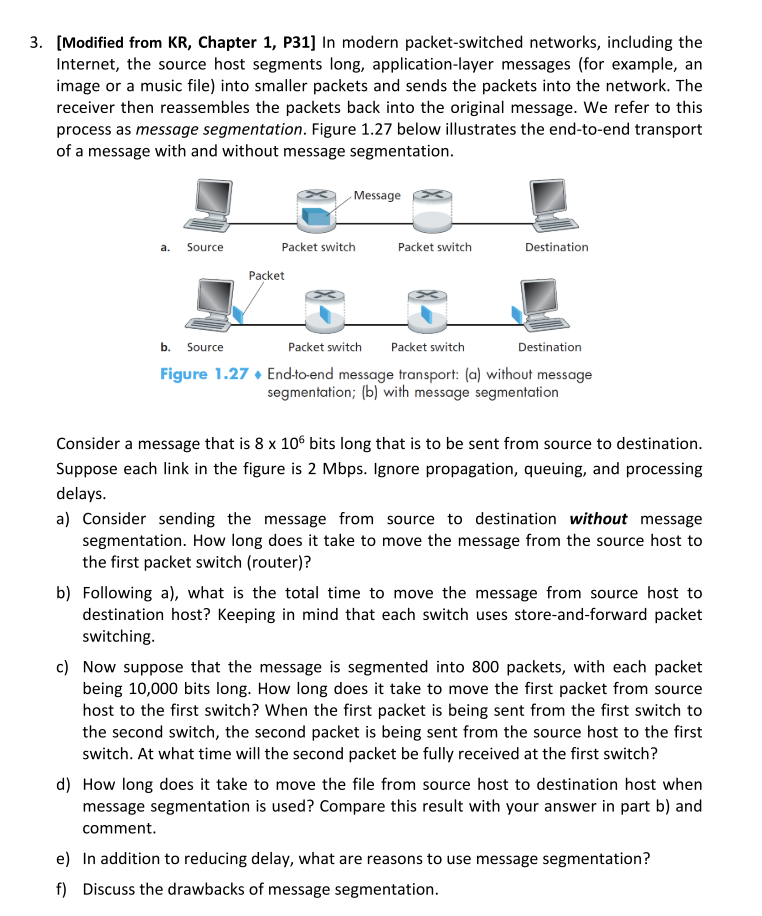 3. [Modified from KR, Chapter 1, P31] In modern packet-switched networks, including the
Internet, the source host segments long, application-layer messages (for example, an
image or a music file) into smaller packets and sends the packets into the network. The
receiver then reassembles the packets back into the original message. We refer to this
process as message segmentation. Figure 1.27 below illustrates the end-to-end transport
of a message with and without message segmentation.
Message
a. Source Packet switch Packet switch Destination
Packet
b. Source Packet switch Packet switch Destination
Figure 1.27 ♦ End-to-end message transport: (a) without message
segmentation; (b) with message segmentation
Consider a message that is 8 x 10⁶ bits long that is to be sent from source to destination.
Suppose each link in the figure is 2 Mbps. Ignore propagation, queuing, and processing
delays.
a) Consider sending the message from source to destination without message
segmentation. How long does it take to move the message from the source host to
the first packet switch (router)?
b) Following a), what is the total time to move the message from source host to
destination host? Keeping in mind that each switch uses store-and-forward packet
switching.
c) Now suppose that the message is segmented into 800 packets, with each packet
being 10,000 bits long. How long does it take to move the first packet from source
host to the first switch? When the first packet is being sent from the first switch to
the second switch, the second packet is being sent from the source host to the first
switch. At what time will the second packet be fully received at the first switch?
d) How long does it take to move the file from source host to destination host when
message segmentation is used? Compare this result with your answer in part b) and
comment.
e) In addition to reducing delay, what are reasons to use message segmentation?
f) Discuss the drawbacks of message segmentation.